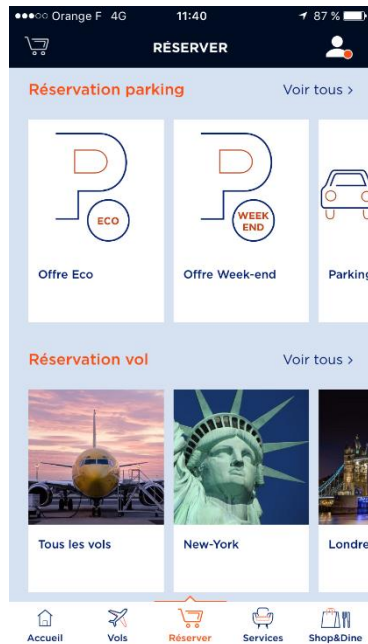 Orange F 4G 11:40 87 %
RÉSERVER
Réservation parking Voir tous >
ECO
WEEK
END
Offre Eco Offre Week-end Parking
Réservation vol Voir tous >
Tous les vols New-York Londre
Accueil Vols Réserver Services Shop&Dine